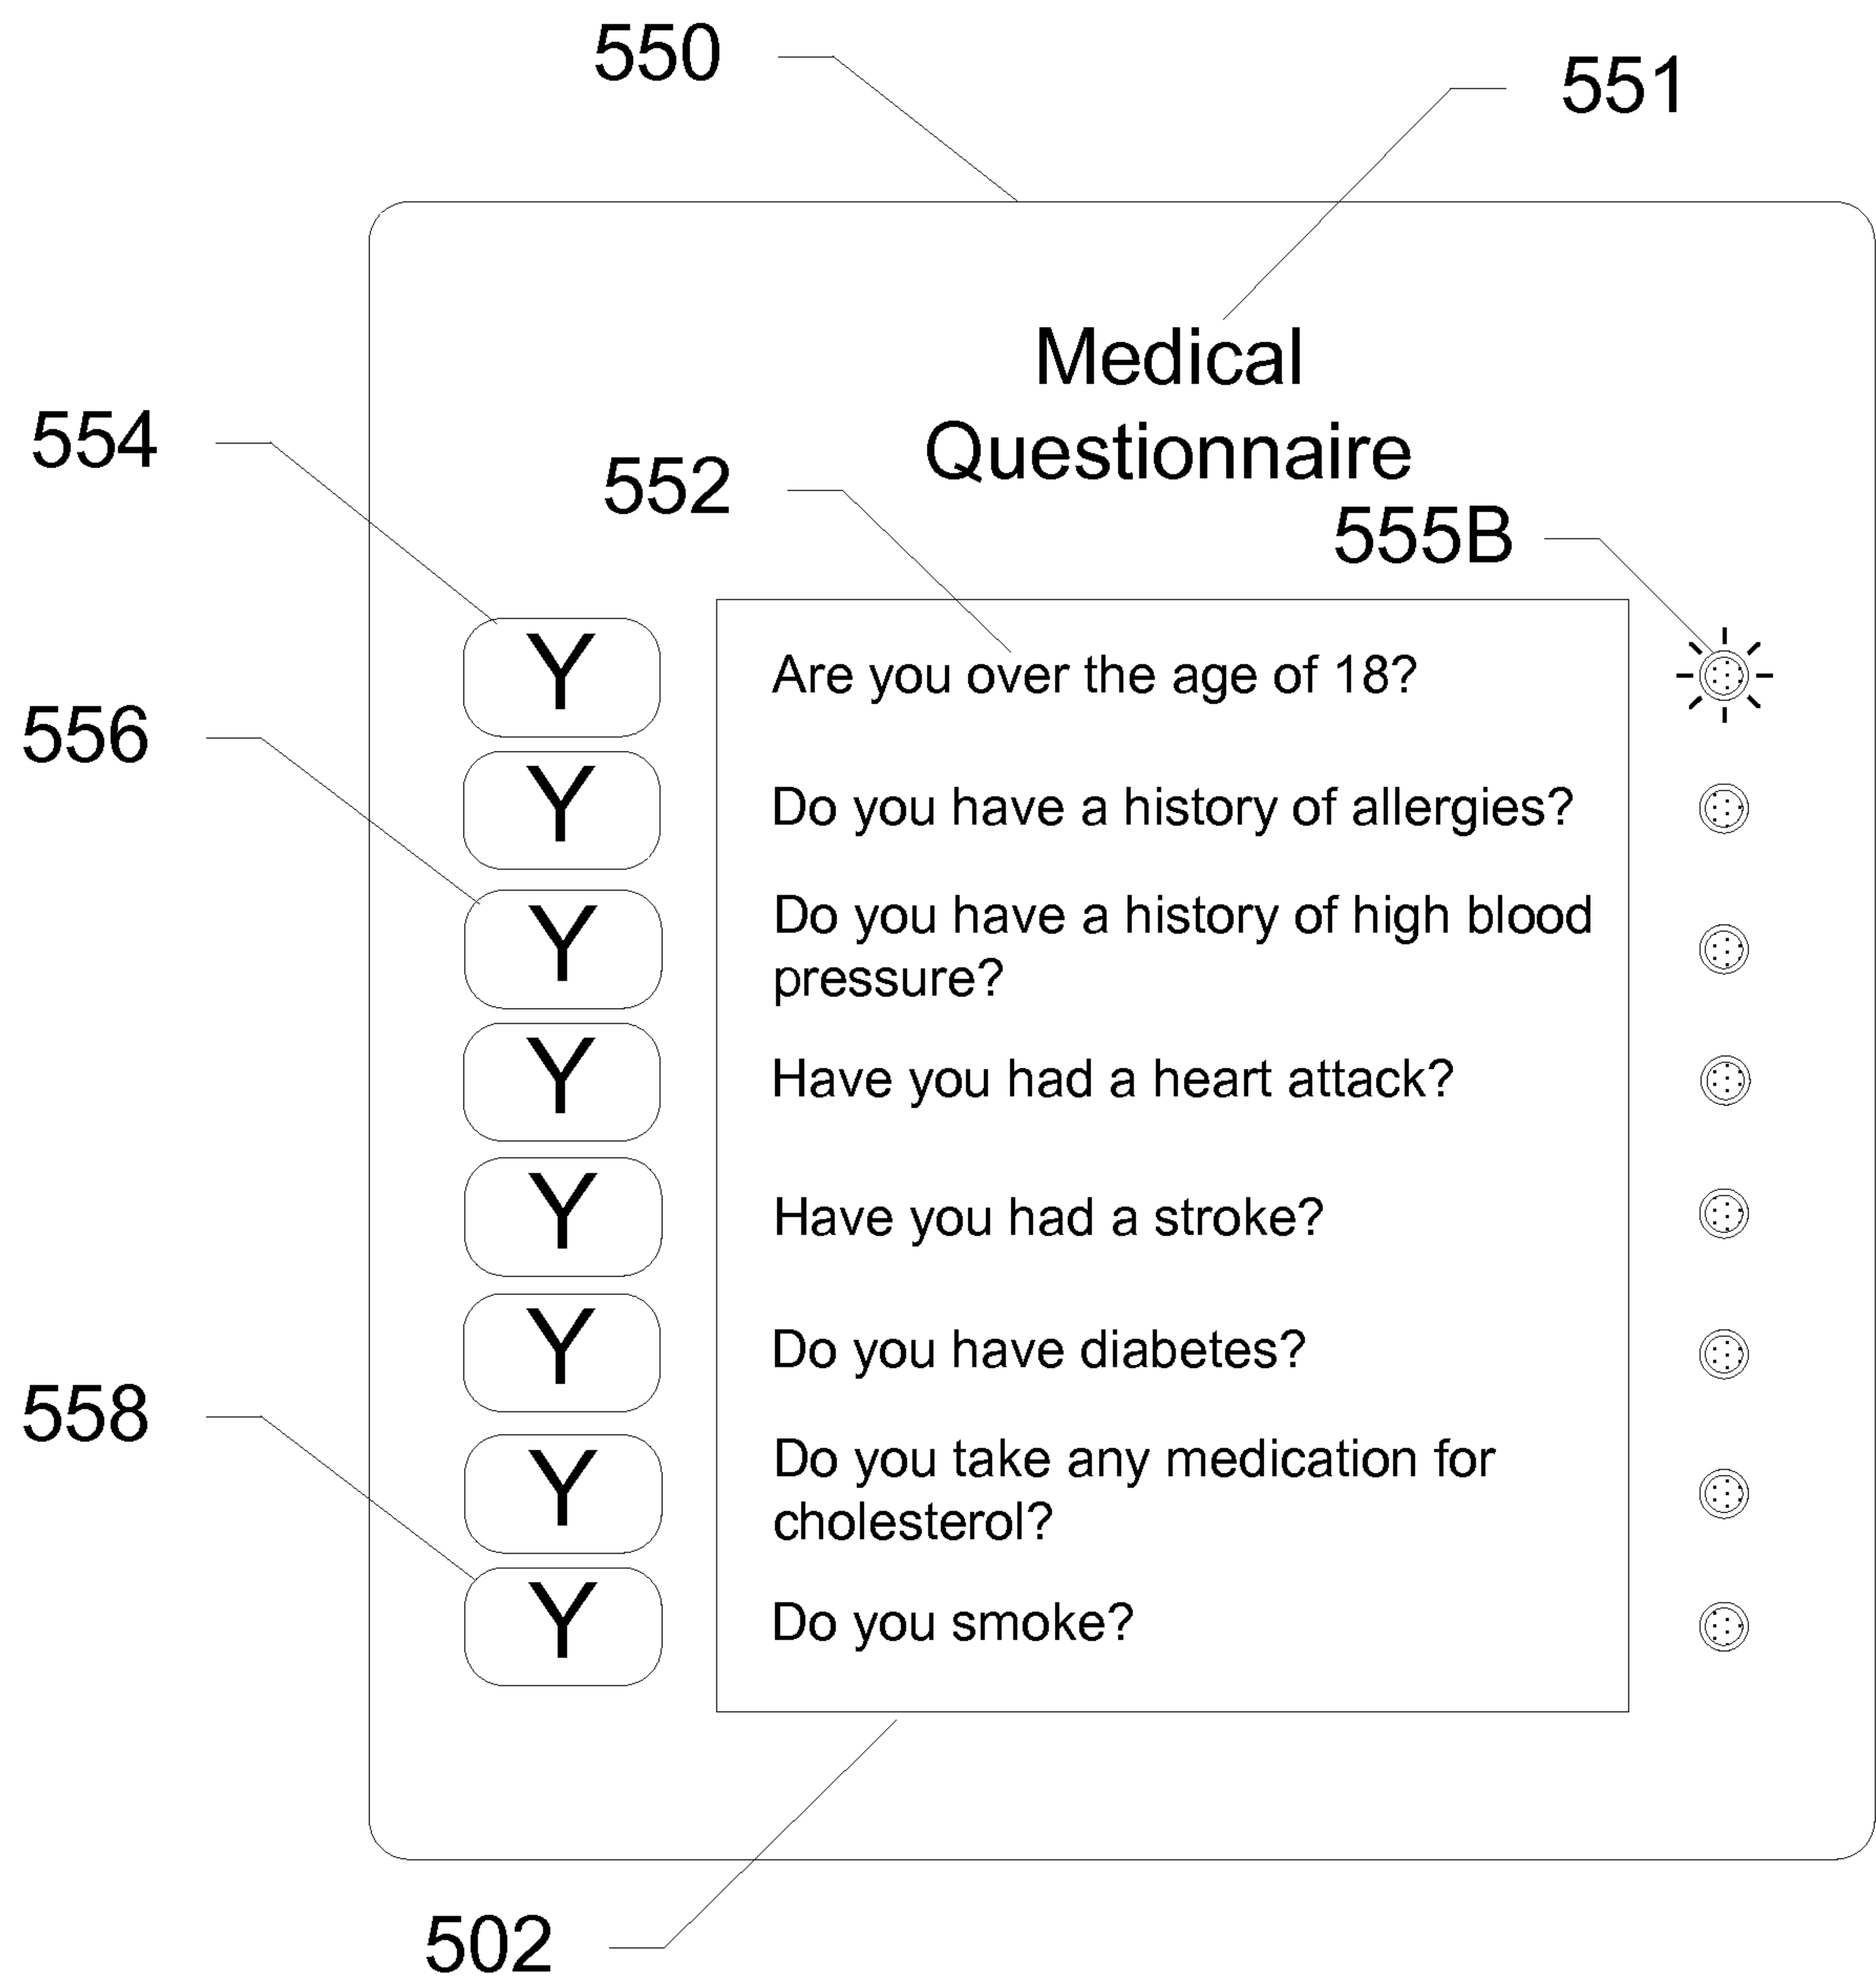 550
551
Medical
Questionnaire
554
552
555B
Y
Are you over the age of 18?
556
Y
Do you have a history of allergies?
Y
Do you have a history of high blood
pressure?
Y
Have you had a heart attack?
Y
Have you had a stroke?
Y
Do you have diabetes?
558
Y
Do you take any medication for
cholesterol?
Y
Do you smoke?
502